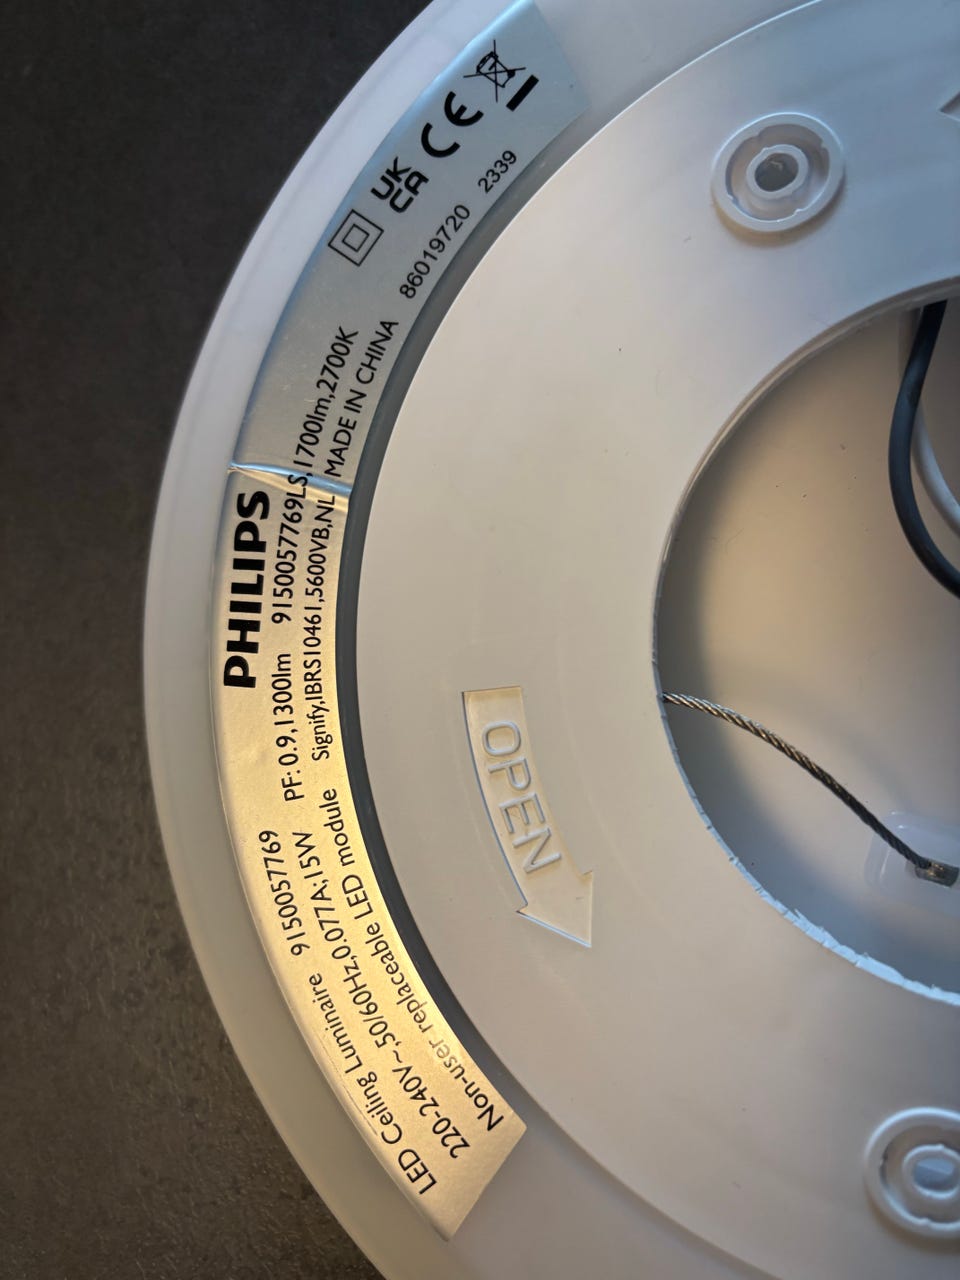 PHILIPS
LED Ceiling Luminaire 9150057769
220-240V~,50/60Hz,0.077A;15W PF: 0.9,1300lm 9150057769LS,1700lm,2700K
Non-user replaceable LED module Signify,IBRS10461,5600VB,NL MADE IN CHINA 86019720 2339
UK
CA
CE
OPEN